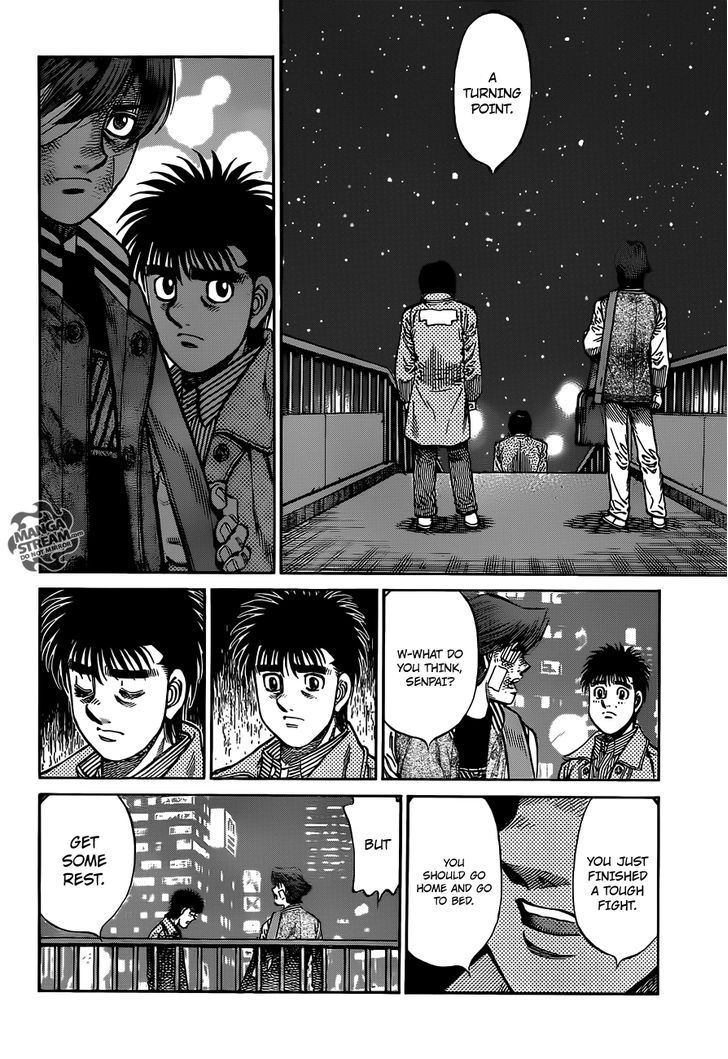 A
TURNING
POINT.
MANGA
STREAM.com
DO NOT MIRROR
W-WHAT DO
YOU THINK,
SENPAI?
YOU JUST
FINISHED
A TOUGH
FIGHT.
YOU
SHOULD GO
HOME AND GO
TO BED.
BUT
GET
SOME
REST.